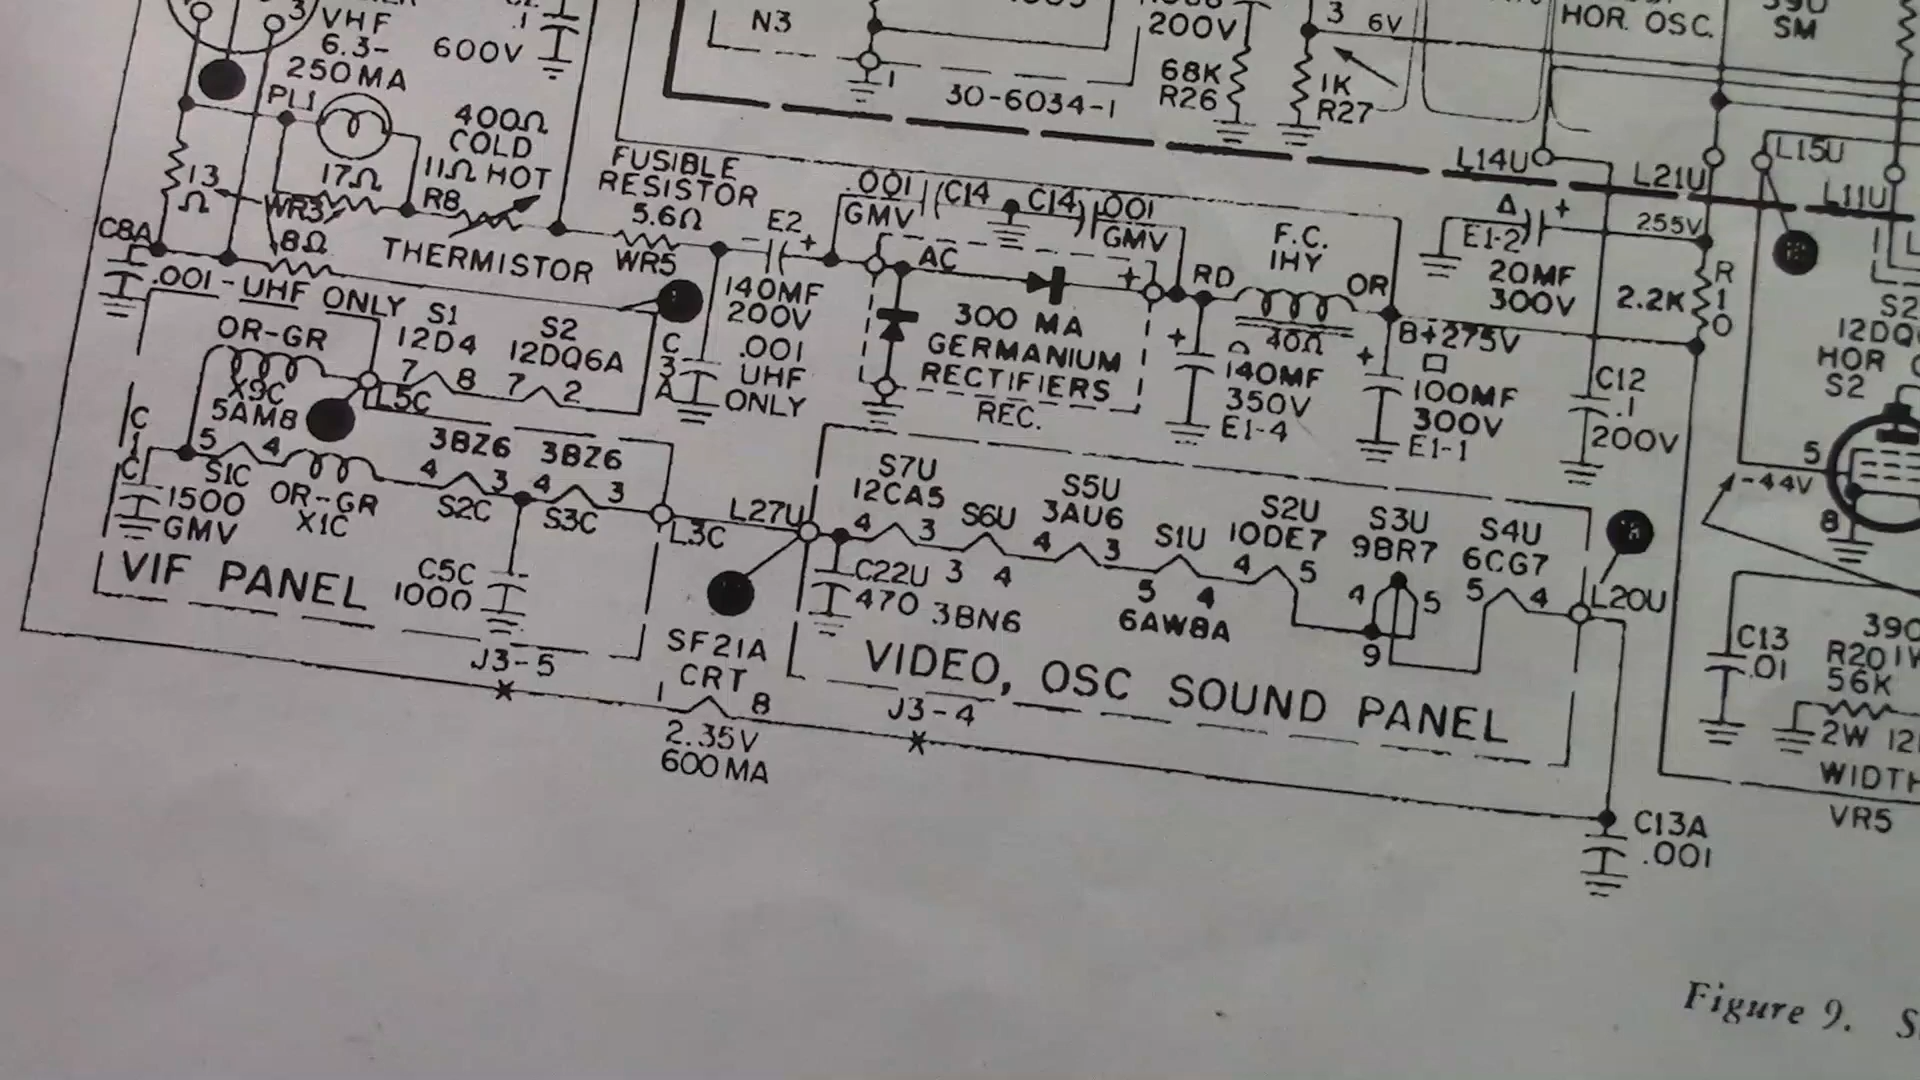 3
VHF
6.3-
250MA
.1
600V
PL1
400Ω
COLD
11Ω HOT
13
Ω
17Ω
WR3
R8
8Ω
THERMISTOR
C8A
.001
UHF ONLY
FUSIBLE
RESISTOR
5.6Ω
WR5
E2
- +
140MF
200V
.001
UHF
ONLY
C
3
A
N3
1
30-6034-1
200V
68K
R26
3
6V
1K
R27
HOR. OSC.
SM
L14U
L21U
L15U
L11U
.001
GMV
C14
C14
.001
GMV
AC
+
RD
F.C.
1HY
OR
40Ω
300 MA
GERMANIUM
RECTIFIERS
REC.
+
140MF
350V
E1-4
B+275V
+
100MF
300V
E1-1
Δ
+
E1-2
20MF
300V
255V
2.2K
R
1
0
C12
.1
200V
S2
HOR
S2
5
-44V
8
OR-GR
X9C
5AM8
S1
12D4
7 8
S2
12DQ6A
7 2
L5C
C
1
C
5 4
S1C
1500
GMV
OR-GR
X1C
3BZ6
4 3
S2C
3BZ6
4 3
S3C
L3C
C5C
1000
VIF PANEL
J3-5
L27U
S7U
12CA5
4 3
S6U
3 4
3BN6
S5U
3AU6
4 3
S1U
5 4
6AW8A
S2U
10DE7
4 5
S3U
9BR7
4 5
9
S4U
6CG7
5 4
L20U
C22U
470
VIDEO, OSC SOUND PANEL
J3-4
SF21A
CRT
1 8
2.35V
600MA
C13A
.001
C13
.01
R20
56K
2W
VR5
Figure 9.